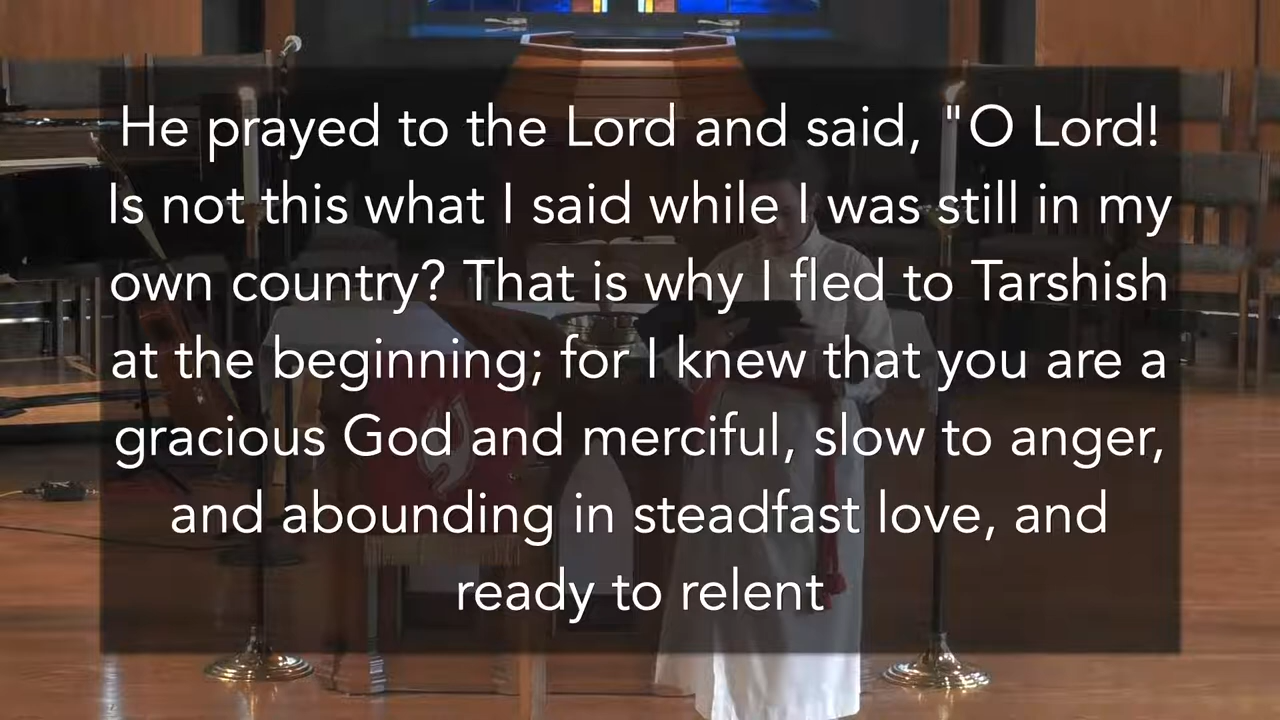 He prayed to the Lord and said, "O Lord!
Is not this what I said while I was still in my
own country? That is why I fled to Tarshish
at the beginning; for I knew that you are a
gracious God and merciful, slow to anger,
and abounding in steadfast love, and
ready to relent